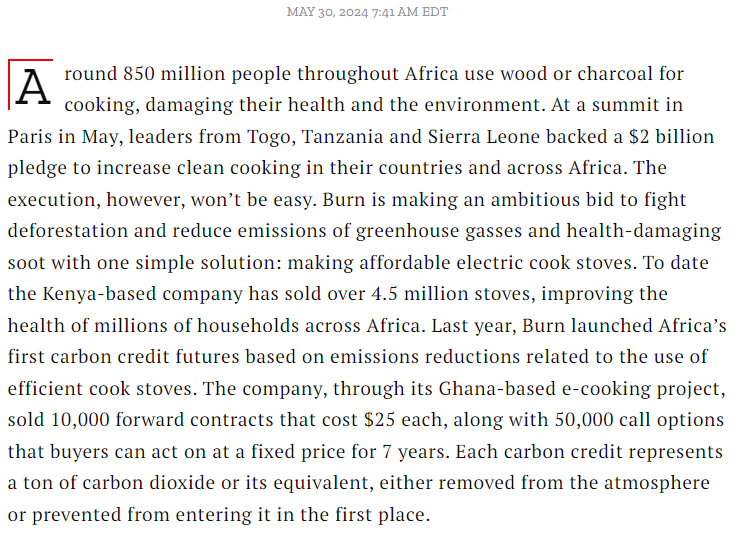 MAY 30, 2024 7:41 AM EDT
Around 850 million people throughout Africa use wood or charcoal for
cooking, damaging their health and the environment. At a summit in
Paris in May, leaders from Togo, Tanzania and Sierra Leone backed a $2 billion
pledge to increase clean cooking in their countries and across Africa. The
execution, however, won’t be easy. Burn is making an ambitious bid to fight
deforestation and reduce emissions of greenhouse gasses and health-damaging
soot with one simple solution: making affordable electric cook stoves. To date
the Kenya-based company has sold over 4.5 million stoves, improving the
health of millions of households across Africa. Last year, Burn launched Africa’s
first carbon credit futures based on emissions reductions related to the use of
efficient cook stoves. The company, through its Ghana-based e-cooking project,
sold 10,000 forward contracts that cost $25 each, along with 50,000 call options
that buyers can act on at a fixed price for 7 years. Each carbon credit represents
a ton of carbon dioxide or its equivalent, either removed from the atmosphere
or prevented from entering it in the first place.